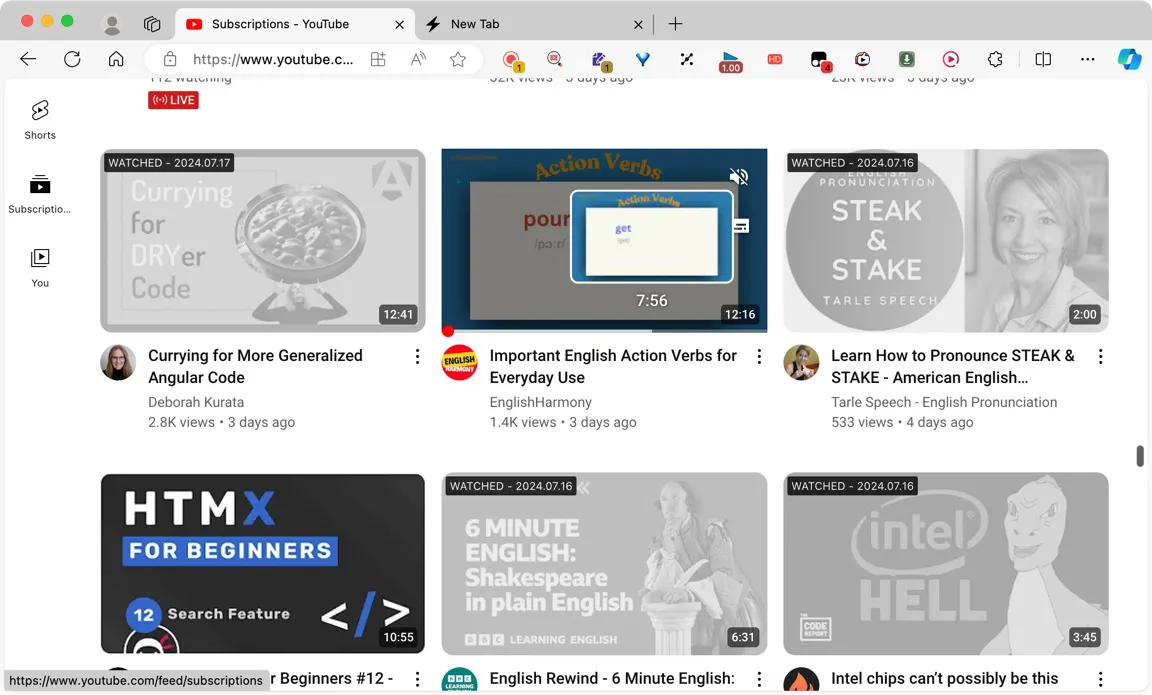 Subscriptions - YouTube
New Tab
https://www.youtube.c...
1
1
1.00
HD
4
112 watching
LIVE
52K views • 3 days ago
23K views • 3 days ago
Shorts
Subscriptio...
You
WATCHED - 2024.07.17
Currying
for
DRYer
Code
12:41
Currying for More Generalized
Angular Code
Deborah Kurata
2.8K views • 3 days ago
Action Verbs
pour
/pɔːr/
Action Verbs
get
7:56
12:16
ENGLISH
HARMONY
Important English Action Verbs for
Everyday Use
EnglishHarmony
1.4K views • 3 days ago
WATCHED - 2024.07.16
ENGLISH
PRONUNCIATION
STEAK
&
STAKE
TARLE SPEECH
2:00
Learn How to Pronounce STEAK &
STAKE - American English...
Tarle Speech - English Pronunciation
533 views • 4 days ago
HTMX
FOR BEGINNERS
12 Search Feature
</>
10:55
r Beginners #12 -
WATCHED - 2024.07.16
6 MINUTE
ENGLISH:
Shakespeare
in plain English
BBC LEARNING ENGLISH
6:31
BBC
LEARNING
English Rewind - 6 Minute English:
WATCHED - 2024.07.16
intel
HELL
THE
CODE
REPORT
3:45
Intel chips can't possibly be this
https://www.youtube.com/feed/subscriptions